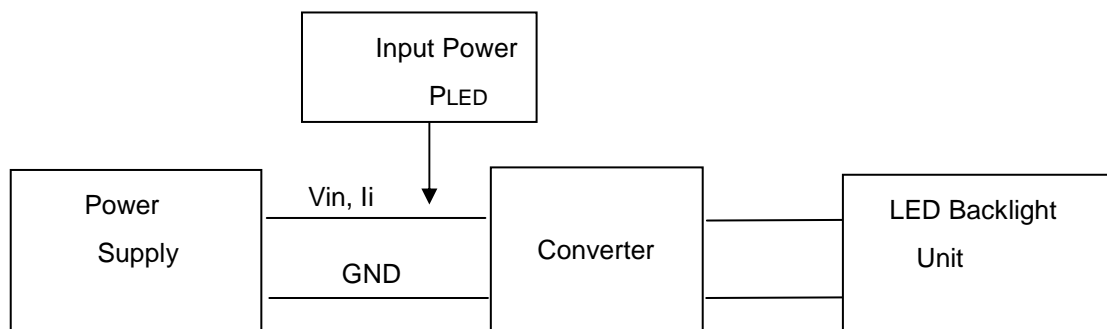 Input Power
PLED
Power
Supply
Vin, Ii
GND
Converter
LED Backlight
Unit